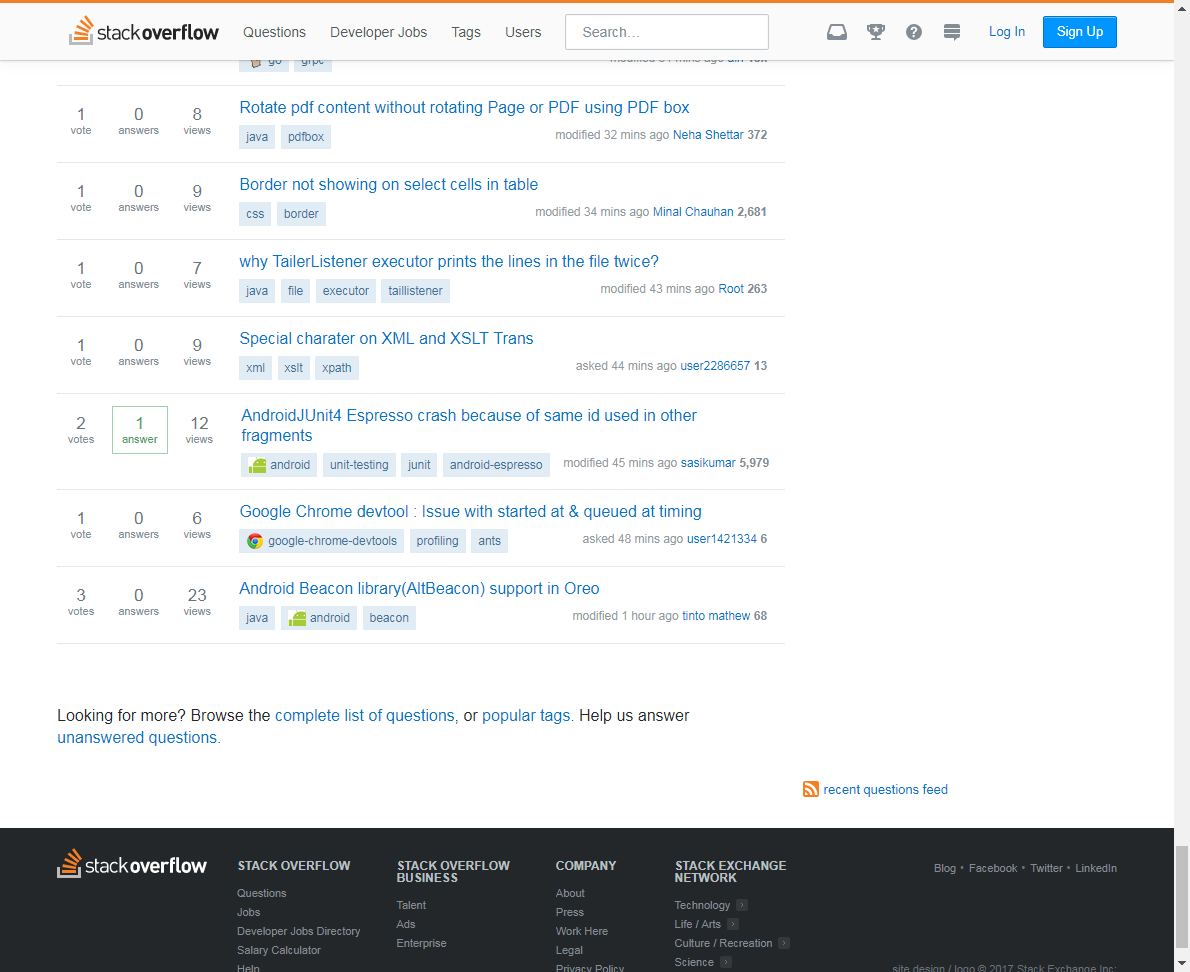 stack overflow Questions Developer Jobs Tags Users Search... Log In Sign Up
go grpc
1 0 8 Rotate pdf content without rotating Page or PDF using PDF box
vote answers views java pdfbox modified 32 mins ago Neha Shettar 372
1 0 9 Border not showing on select cells in table
vote answers views css border modified 34 mins ago Minal Chauhan 2,681
1 0 7 why TailerListener executor prints the lines in the file twice?
vote answers views java file executor taillistener modified 43 mins ago Root 263
1 0 9 Special charater on XML and XSLT Trans
vote answers views xml xslt xpath asked 44 mins ago user2286657 13
2 1 12 AndroidJUnit4 Espresso crash because of same id used in other
votes answer views fragments
android unit-testing junit android-espresso modified 45 mins ago sasikumar 5,979
1 0 6 Google Chrome devtool : Issue with started at & queued at timing
vote answers views google-chrome-devtools profiling ants asked 48 mins ago user1421334 6
3 0 23 Android Beacon library(AltBeacon) support in Oreo
votes answers views java android beacon modified 1 hour ago tinto mathew 68
Looking for more? Browse the complete list of questions, or popular tags. Help us answer
unanswered questions.
recent questions feed
stack overflow
STACK OVERFLOW
Questions
Jobs
Developer Jobs Directory
Salary Calculator
Help
STACK OVERFLOW
BUSINESS
Talent
Ads
Enterprise
COMPANY
About
Press
Work Here
Legal
Privacy Policy
STACK EXCHANGE
NETWORK
Technology
Life / Arts
Culture / Recreation
Science
Blog • Facebook • Twitter • LinkedIn
site design / logo © 2017 Stack Exchange Inc;